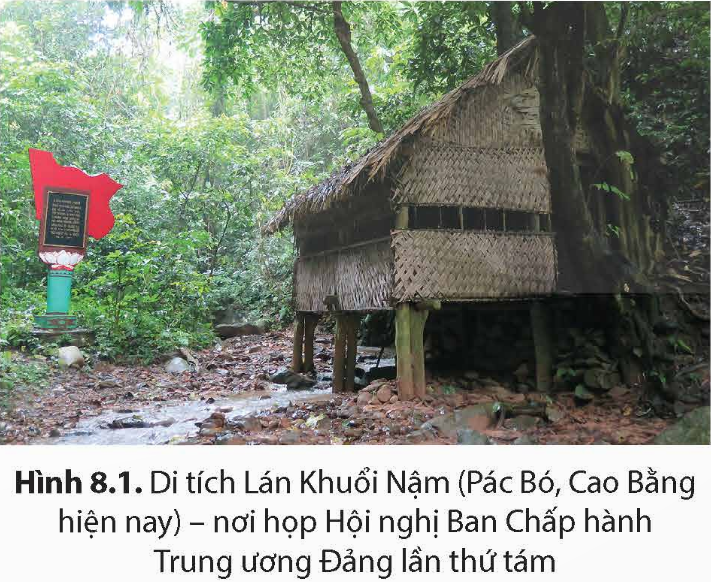 Hình 8.1. Di tích Lán Khuổi Nậm (Pác Bó, Cao Bằng
hiện nay) – nơi họp Hội nghị Ban Chấp hành
Trung ương Đảng lần thứ tám